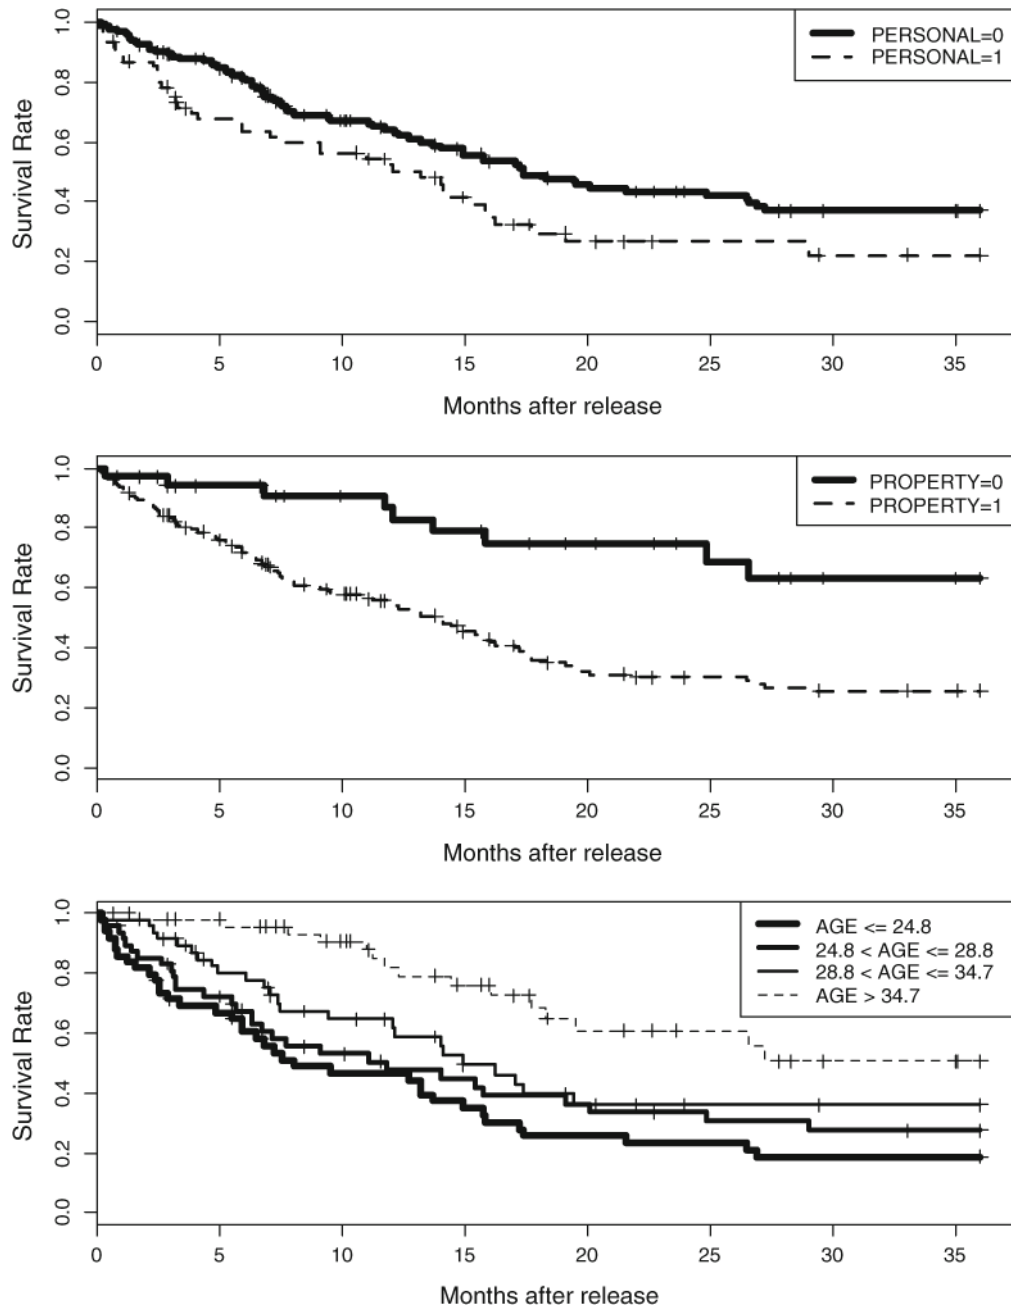 1.0
0.8
0.6
0.4
0.2
0.0
Survival Rate
PERSONAL=0
PERSONAL=1
0 5 10 15 20 25 30 35
Months after release
1.0
0.8
0.6
0.4
0.2
0.0
Survival Rate
PROPERTY=0
PROPERTY=1
0 5 10 15 20 25 30 35
Months after release
1.0
0.8
0.6
0.4
0.2
0.0
Survival Rate
AGE <= 24.8
24.8 < AGE <= 28.8
28.8 < AGE <= 34.7
AGE > 34.7
0 5 10 15 20 25 30 35
Months after release